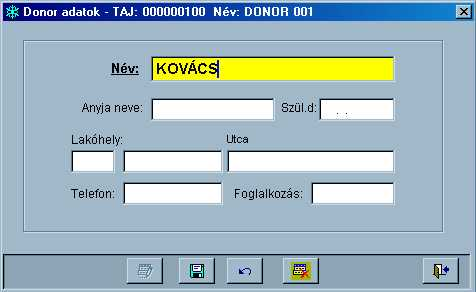 Donor adatok - TAJ: 000000100 Név: DONOR 001
Név: KOVÁCS
Anyja neve: Szül.d: . .
Lakóhely: Utca
Telefon: Foglalkozás: